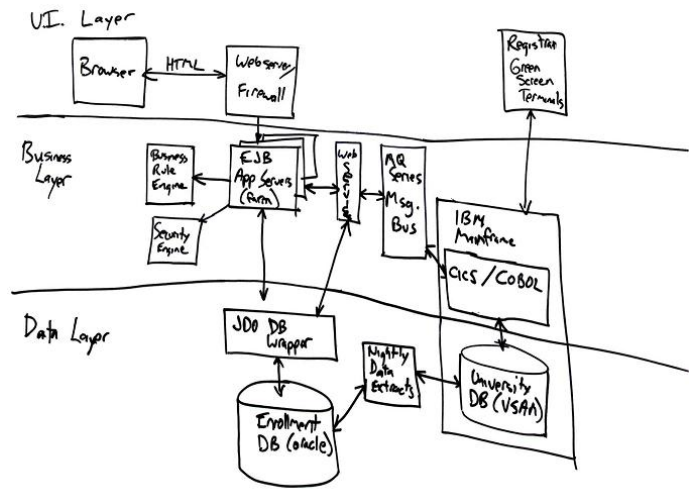 UI. Layer
Browser
HTML
Webserver/
Firewall
Registrar
Green
Screen
Terminals
Business
Layer
Business
Rule
Engine
EJB
App Servers
(farm)
Web
Services
MQ
Series
Msg.
Bus
Security
Engine
IBM
Mainframe
CICS/COBOL
Data Layer
JDO DB
Wrapper
Nightly
Data
Extracts
University
DB (VSAM)
Enrollment
DB (oracle)